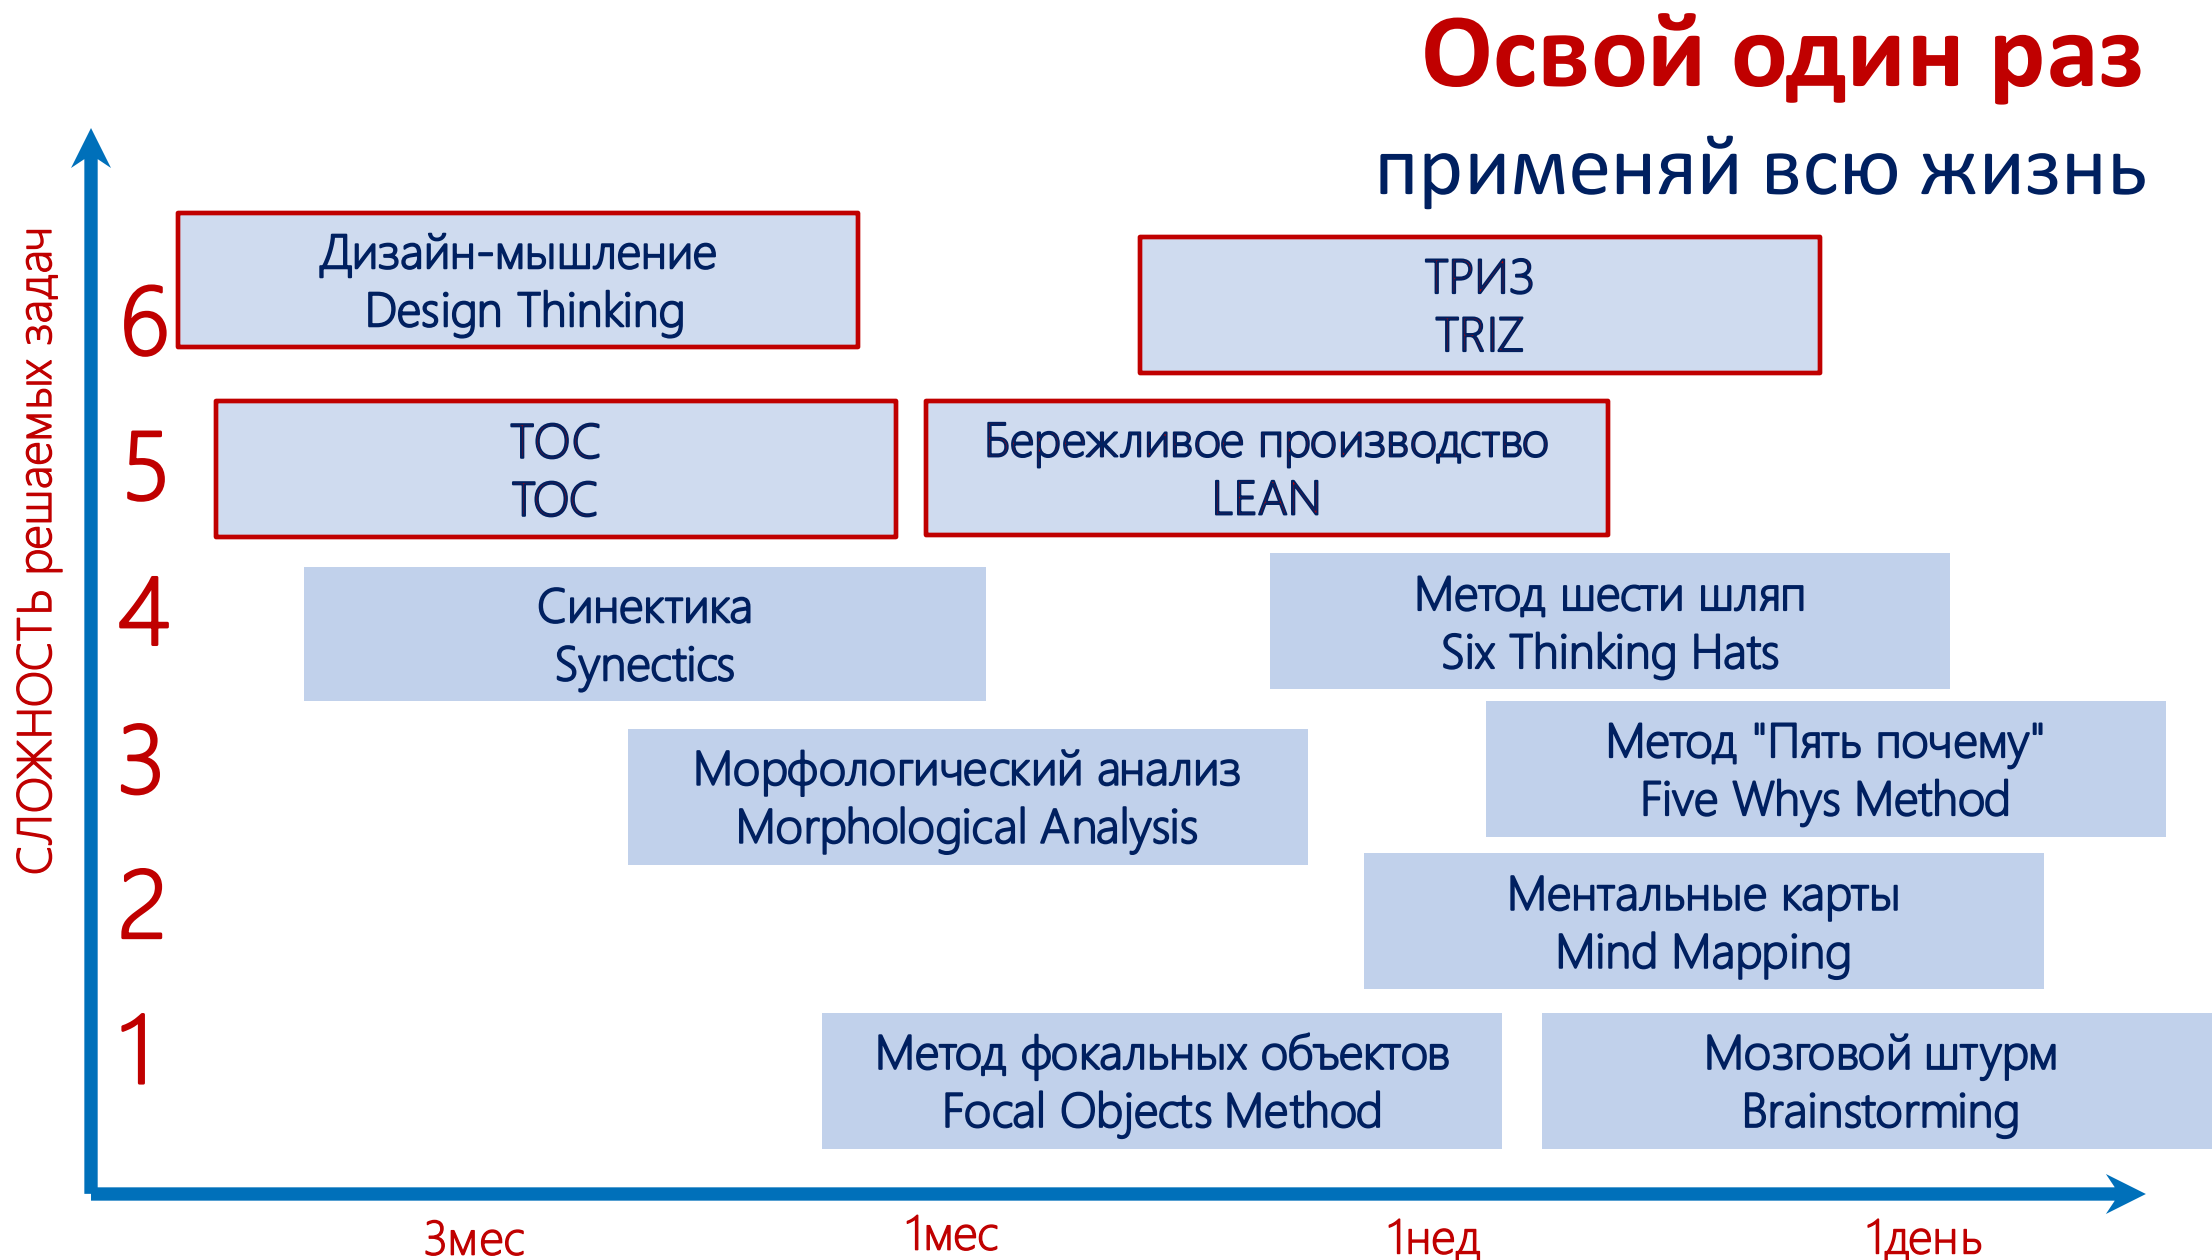 Освой один раз
применяй всю жизнь
СЛОЖНОСТЬ решаемых задач
6
Дизайн-мышление
Design Thinking
ТРИЗ
TRIZ
5
ТОС
TOC
Бережливое производство
LEAN
4
Синектика
Synectics
Метод шести шляп
Six Thinking Hats
3
Морфологический анализ
Morphological Analysis
Метод "Пять почему"
Five Whys Method
2
Ментальные карты
Mind Mapping
1
Метод фокальных объектов
Focal Objects Method
Мозговой штурм
Brainstorming
3мес
1мес
1нед
1день